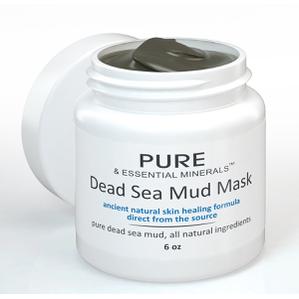 PURE
& ESSENTIAL MINERALS™
Dead Sea Mud Mask
ancient natural skin healing formula
direct from the source
pure dead sea mud, all natural ingredients
6 oz